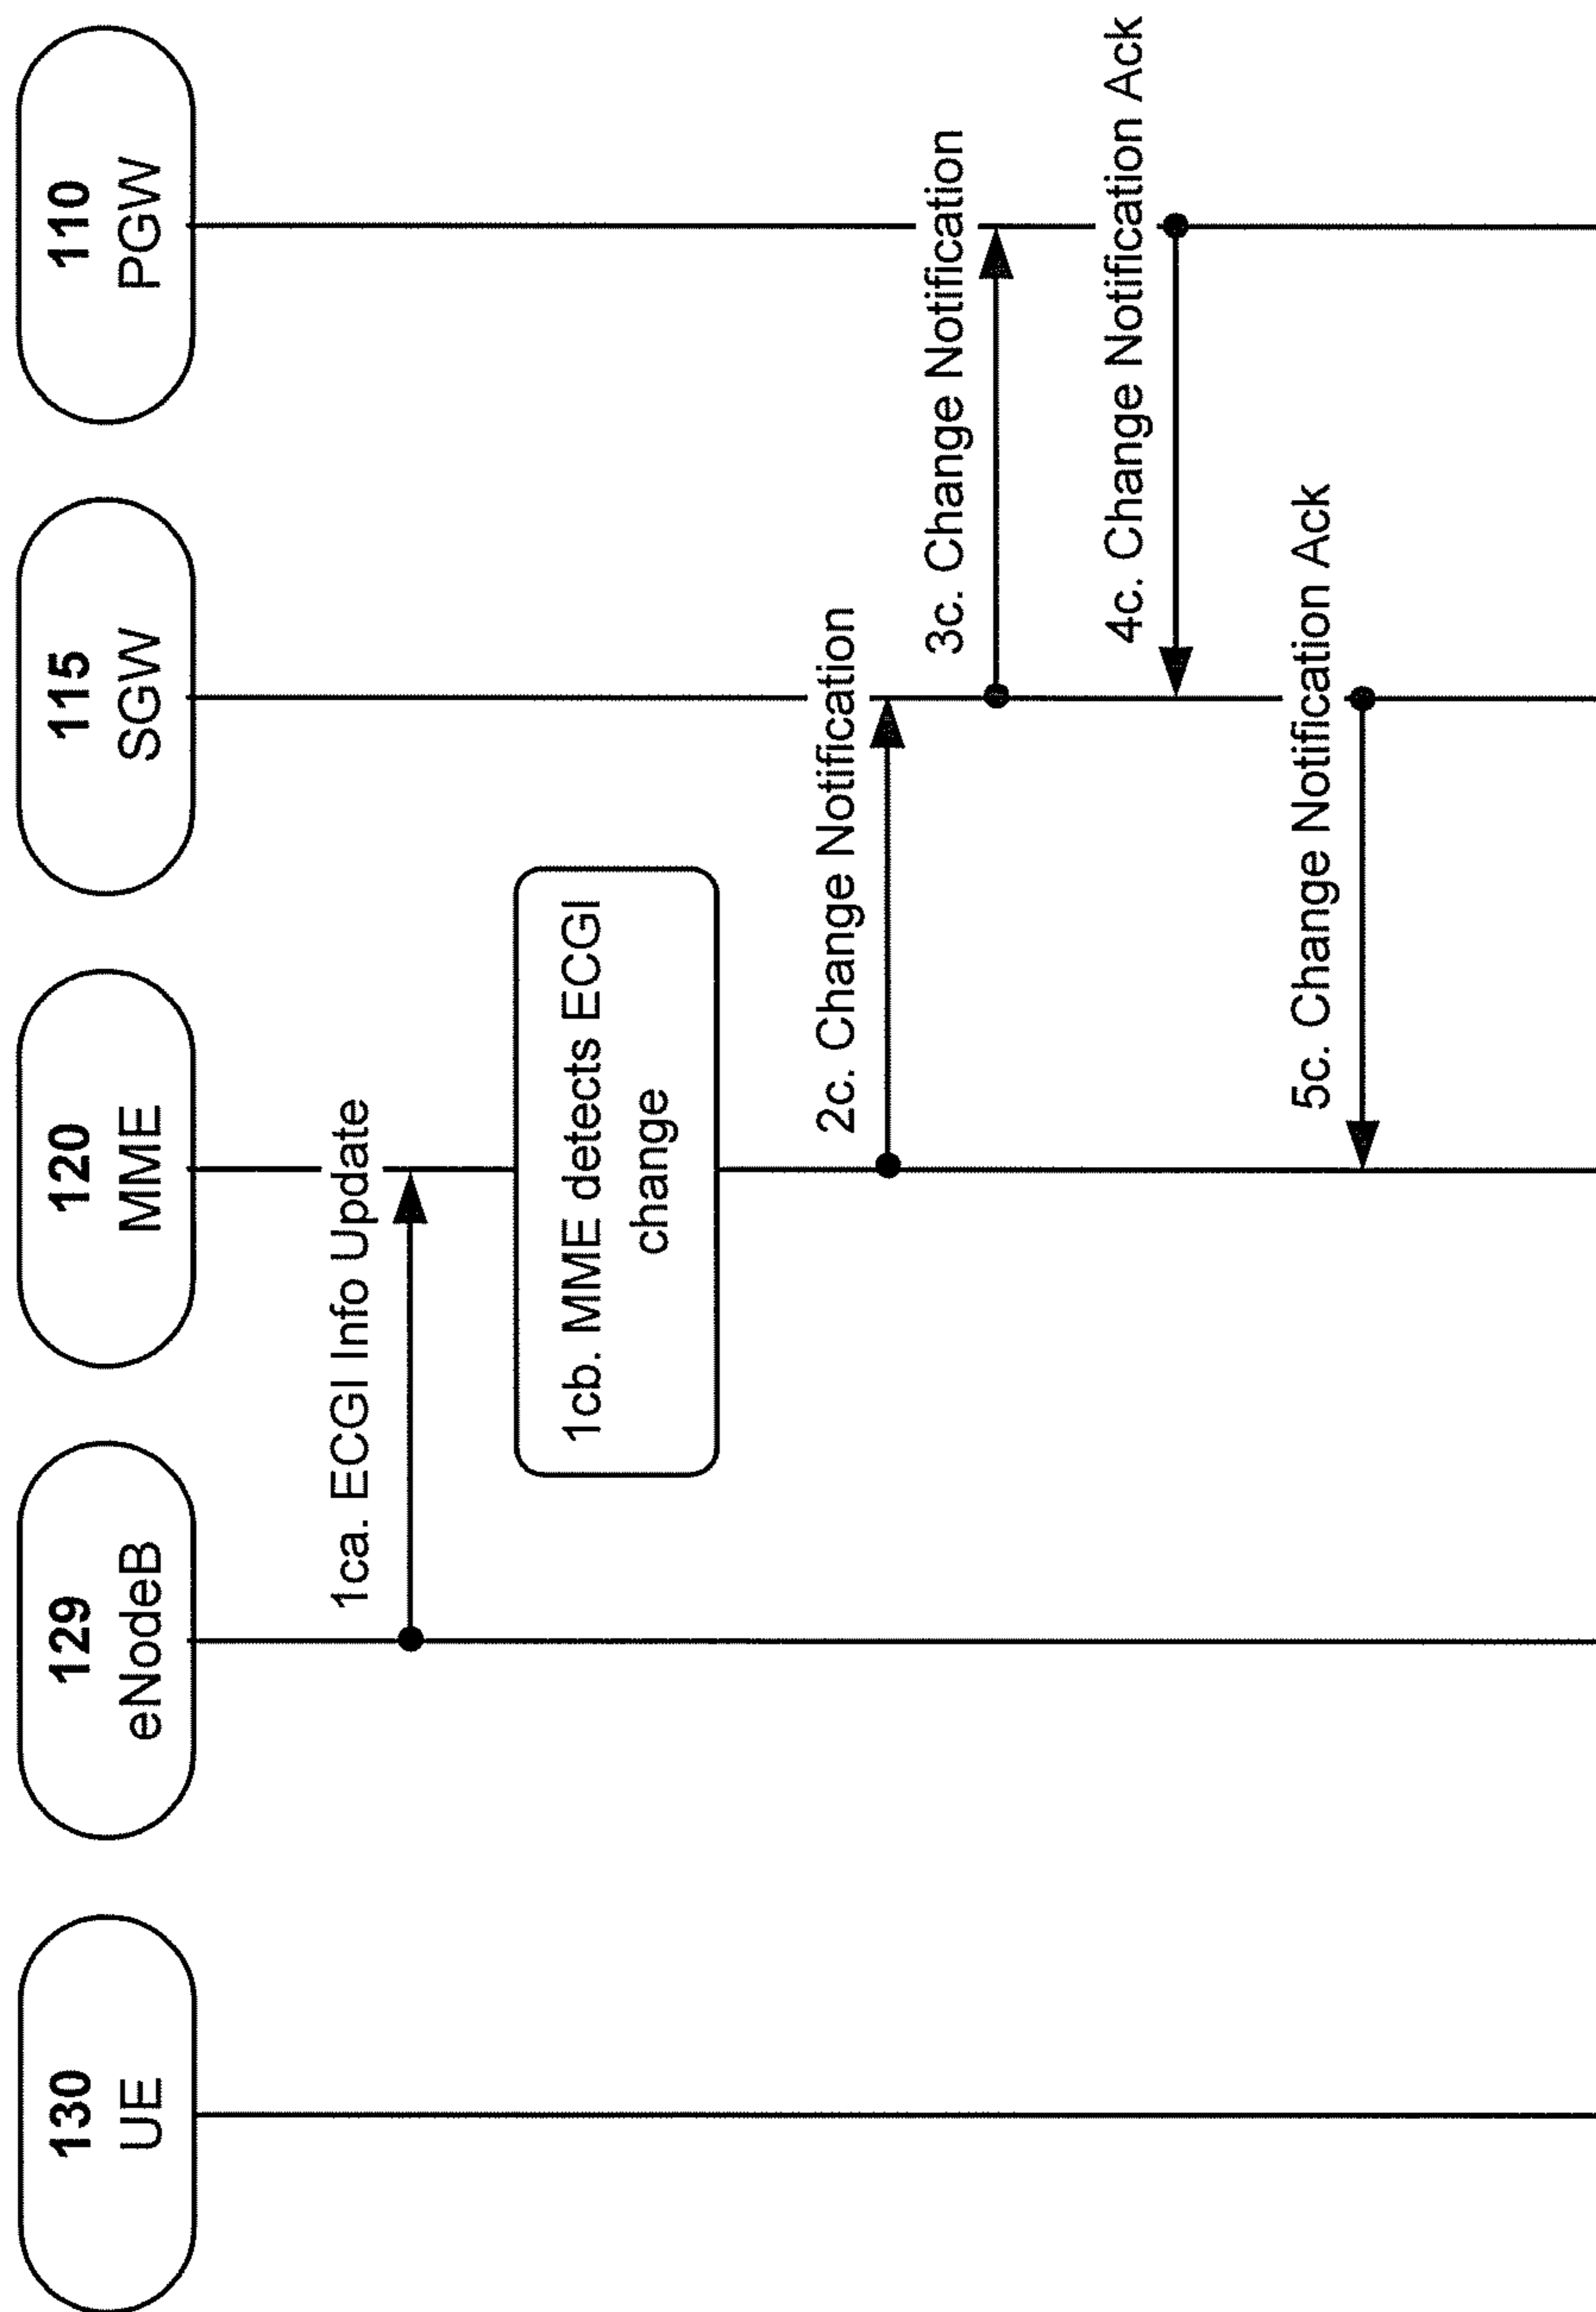 130
UE
129
eNodeB
120
MME
115
SGW
110
PGW
1ca. ECGI Info Update
1cb. MME detects ECGI
change
2c. Change Notification
3c. Change Notification
4c. Change Notification Ack
5c. Change Notification Ack